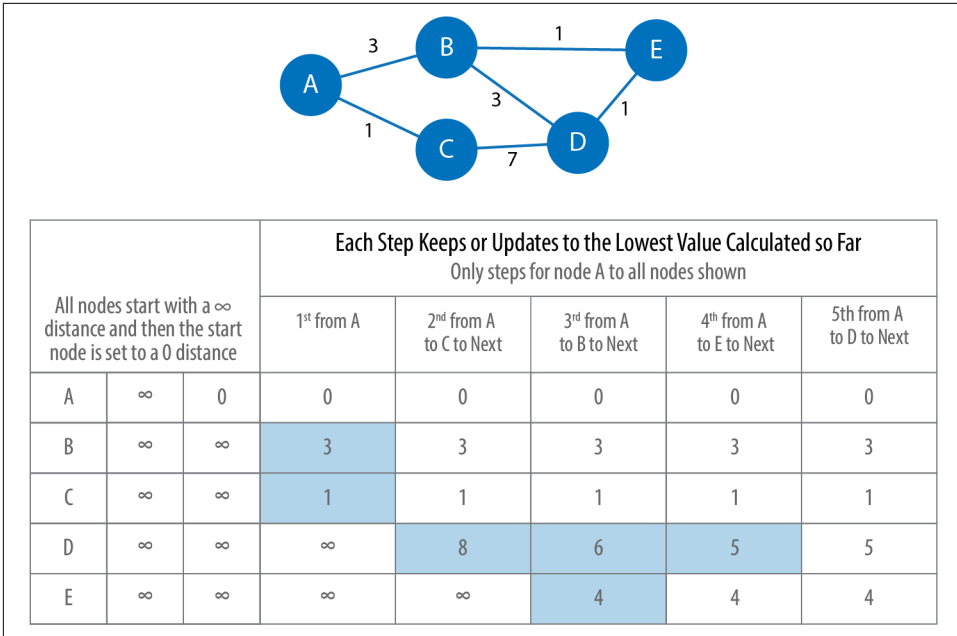 3
B
1
E
A
3
1
1
C
7
D
Each Step Keeps or Updates to the Lowest Value Calculated so Far
Only steps for node A to all nodes shown
All nodes start with a ∞
distance and then the start
node is set to a 0 distance
1st from A
2nd from A
to C to Next
3rd from A
to B to Next
4th from A
to E to Next
5th from A
to D to Next
A ∞ 0 0 0 0 0 0
B ∞ ∞ 3 3 3 3 3
C ∞ ∞ 1 1 1 1 1
D ∞ ∞ ∞ 8 6 5 5
E ∞ ∞ ∞ ∞ 4 4 4